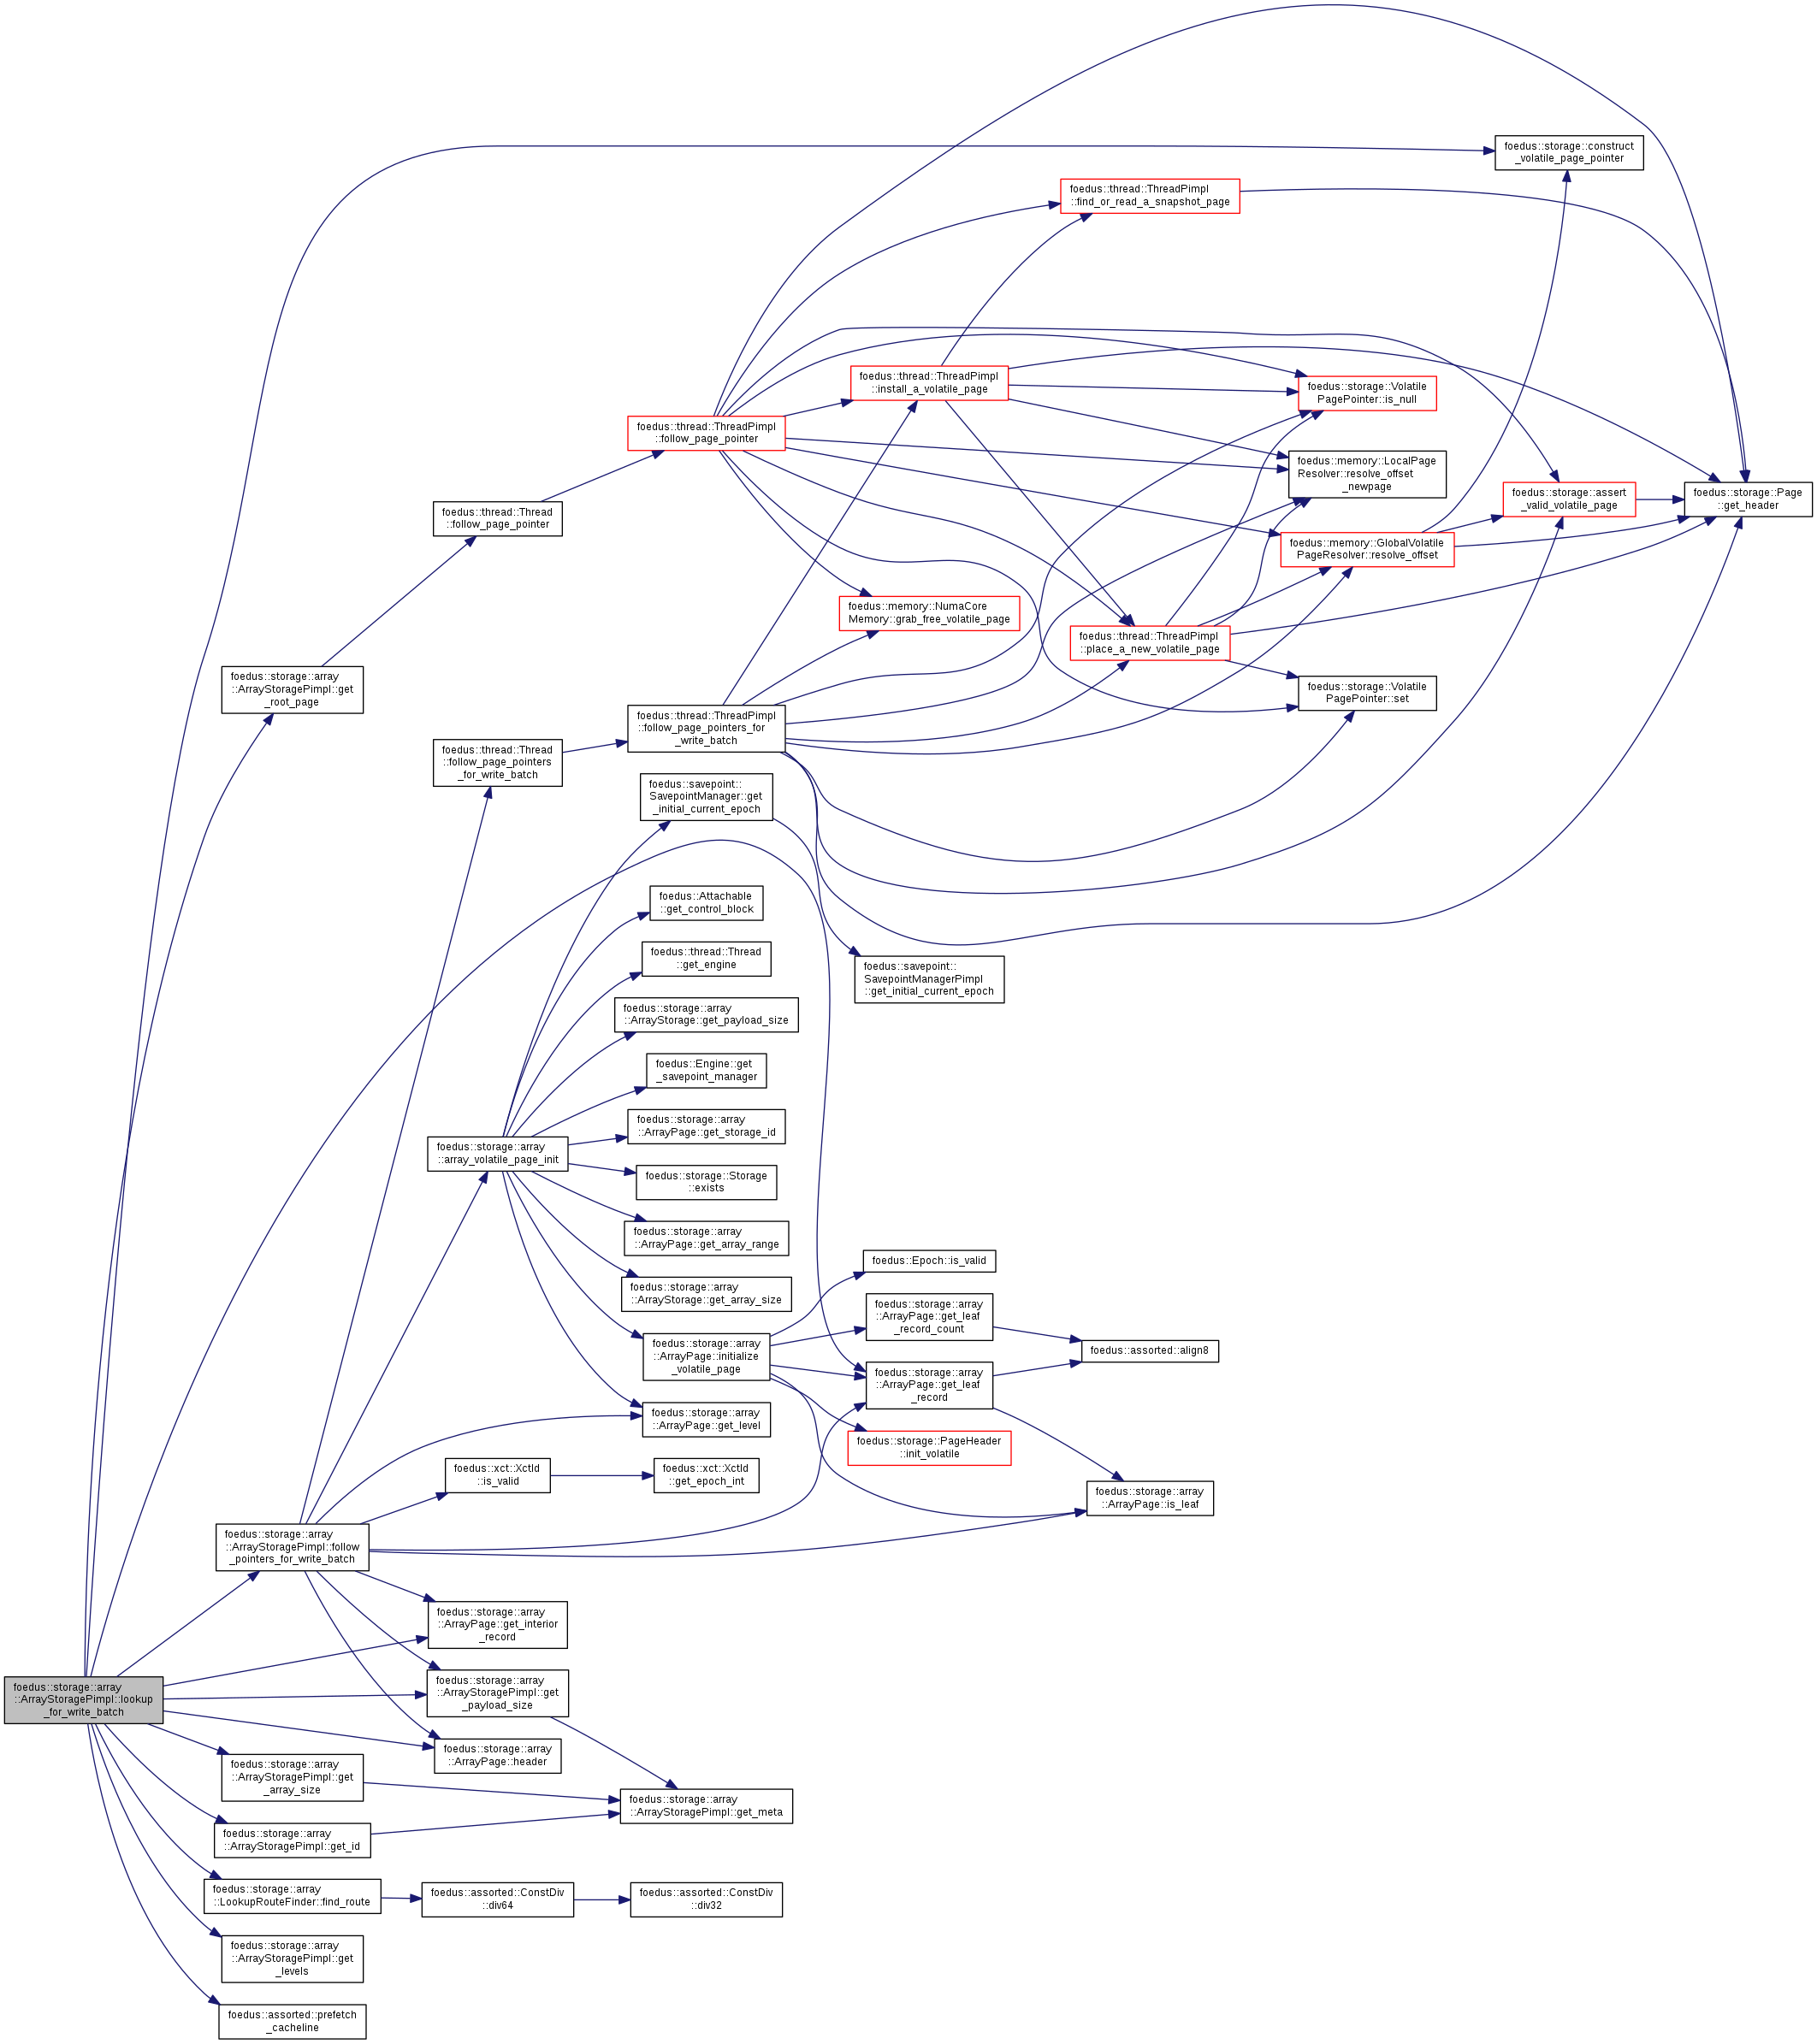 foedus::storage::construct
_volatile_page_pointer
foedus::thread::ThreadPimpl
::find_or_read_a_snapshot_page
foedus::thread::ThreadPimpl
::install_a_volatile_page
foedus::storage::Volatile
PagePointer::is_null
foedus::thread::ThreadPimpl
::follow_page_pointer
foedus::memory::LocalPage
Resolver::resolve_offset
_newpage
foedus::storage::assert
_valid_volatile_page
foedus::storage::Page
::get_header
foedus::thread::Thread
::follow_page_pointer
foedus::memory::GlobalVolatile
PageResolver::resolve_offset
foedus::memory::NumaCore
Memory::grab_free_volatile_page
foedus::thread::ThreadPimpl
::place_a_new_volatile_page
foedus::storage::array
::ArrayStoragePimpl::get
_root_page
foedus::storage::Volatile
PagePointer::set
foedus::thread::ThreadPimpl
::follow_page_pointers_for
_write_batch
foedus::thread::Thread
::follow_page_pointers
_for_write_batch
foedus::savepoint::
SavepointManager::get
_initial_current_epoch
foedus::Attachable
::get_control_block
foedus::thread::Thread
::get_engine
foedus::savepoint::
SavepointManagerPimpl
::get_initial_current_epoch
foedus::storage::array
::ArrayStorage::get_payload_size
foedus::Engine::get
_savepoint_manager
foedus::storage::array
::ArrayPage::get_storage_id
foedus::storage::array
::array_volatile_page_init
foedus::storage::Storage
::exists
foedus::storage::array
::ArrayPage::get_array_range
foedus::Epoch::is_valid
foedus::storage::array
::ArrayStorage::get_array_size
foedus::storage::array
::ArrayPage::get_leaf
_record_count
foedus::storage::array
::ArrayPage::initialize
_volatile_page
foedus::assorted::align8
foedus::storage::array
::ArrayPage::get_leaf
_record
foedus::storage::array
::ArrayPage::get_level
foedus::storage::PageHeader
::init_volatile
foedus::xct::XctId
::is_valid
foedus::xct::XctId
::get_epoch_int
foedus::storage::array
::ArrayPage::is_leaf
foedus::storage::array
::ArrayStoragePimpl::follow
_pointers_for_write_batch
foedus::storage::array
::ArrayPage::get_interior
_record
foedus::storage::array
::ArrayStoragePimpl::lookup
_for_write_batch
foedus::storage::array
::ArrayStoragePimpl::get
_payload_size
foedus::storage::array
::ArrayPage::header
foedus::storage::array
::ArrayStoragePimpl::get
_array_size
foedus::storage::array
::ArrayStoragePimpl::get_meta
foedus::storage::array
::ArrayStoragePimpl::get_id
foedus::storage::array
::LookupRouteFinder::find_route
foedus::assorted::ConstDiv
::div64
foedus::assorted::ConstDiv
::div32
foedus::storage::array
::ArrayStoragePimpl::get
_levels
foedus::assorted::prefetch
_cacheline